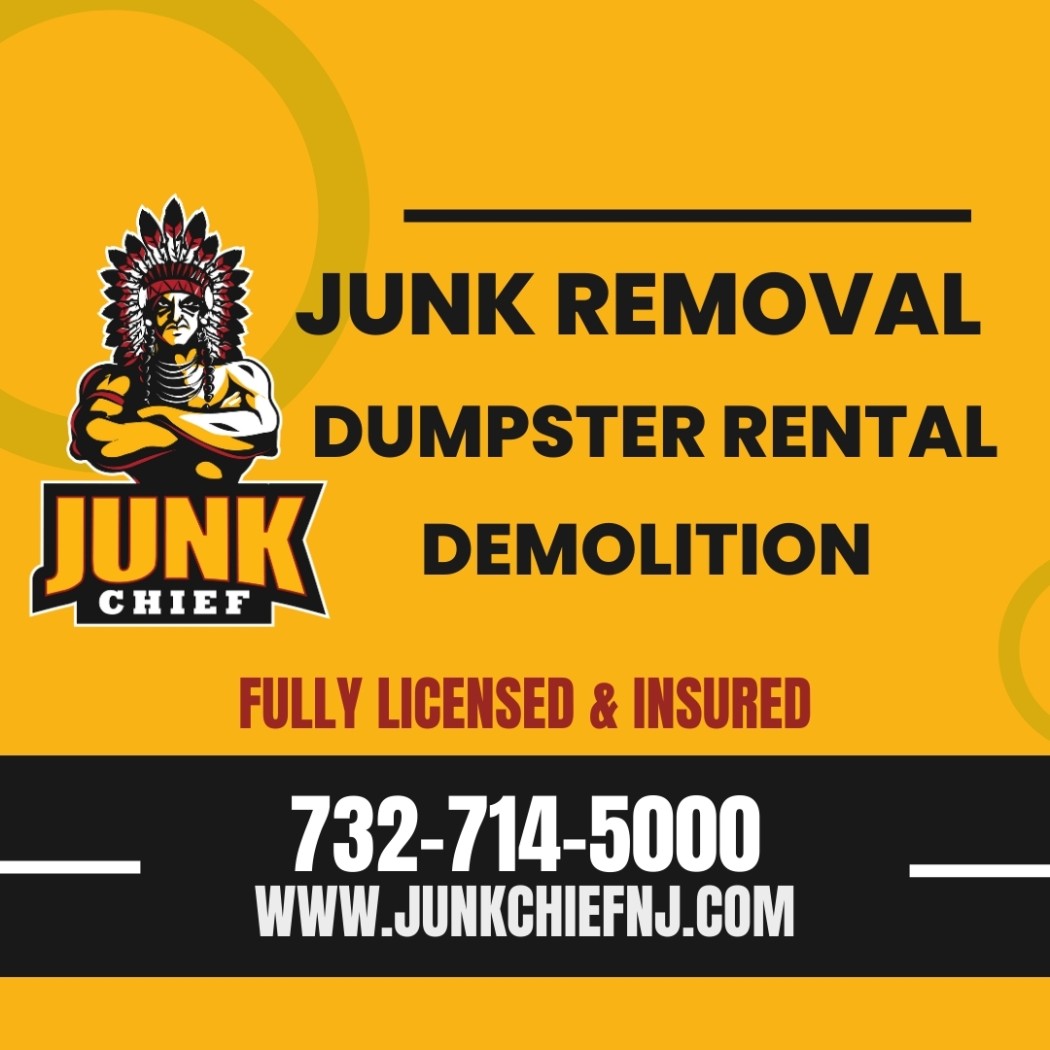 JUNK REMOVAL
DUMPSTER RENTAL
DEMOLITION
JUNK
CHIEF
FULLY LICENSED & INSURED
732-714-5000
WWW.JUNKCHIEFNJ.COM